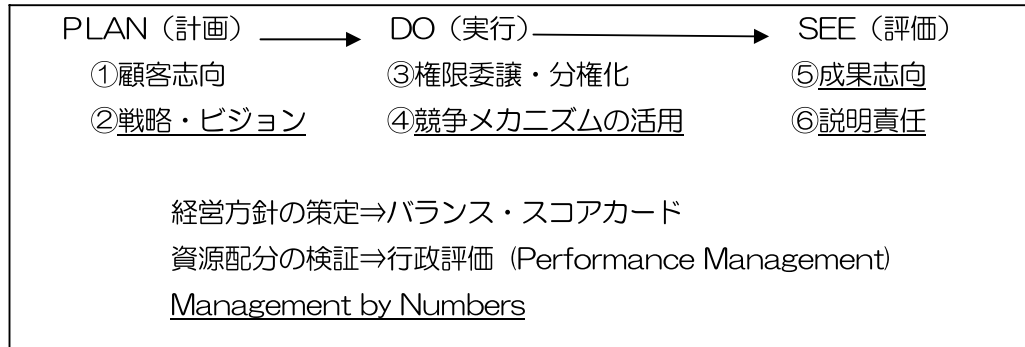 PLAN（計画） DO（実行） SEE（評価）
①顧客志向 ③権限委譲・分権化 ⑤成果志向
②戦略・ビジョン ④競争メカニズムの活用 ⑥説明責任
経営方針の策定⇒バランス・スコアカード
資源配分の検証⇒行政評価（Performance Management）
Management by Numbers